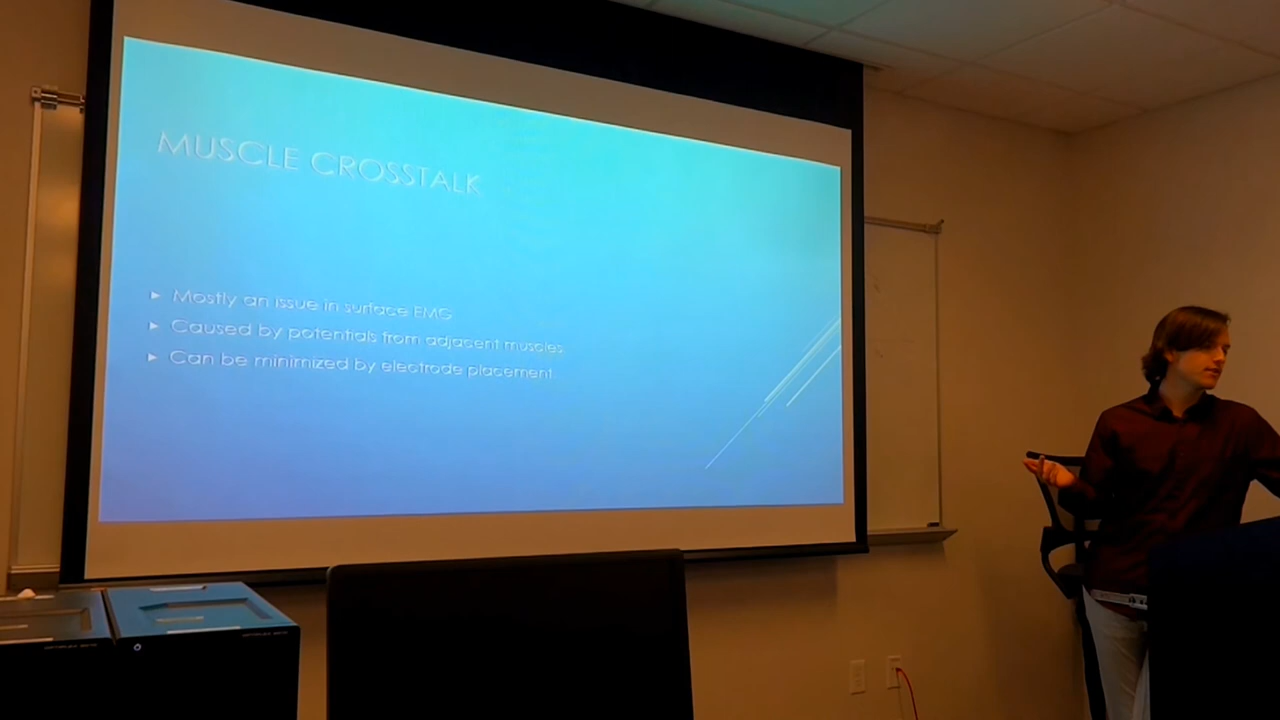 MUSCLE CROSSTALK
Mostly an issue in surface EMG
Caused by potentials from adjacent muscles
Can be minimized by electrode placement